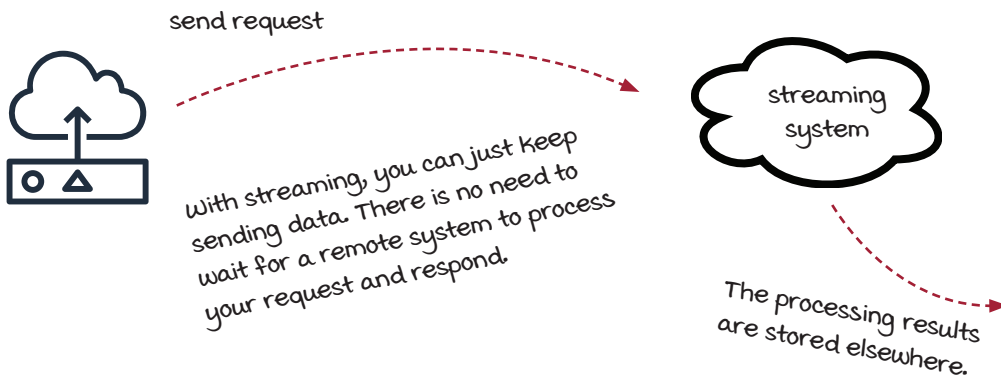 send request
streaming
system
With streaming, you can just keep
sending data. There is no need to
wait for a remote system to process
your request and respond.
The processing results
are stored elsewhere.